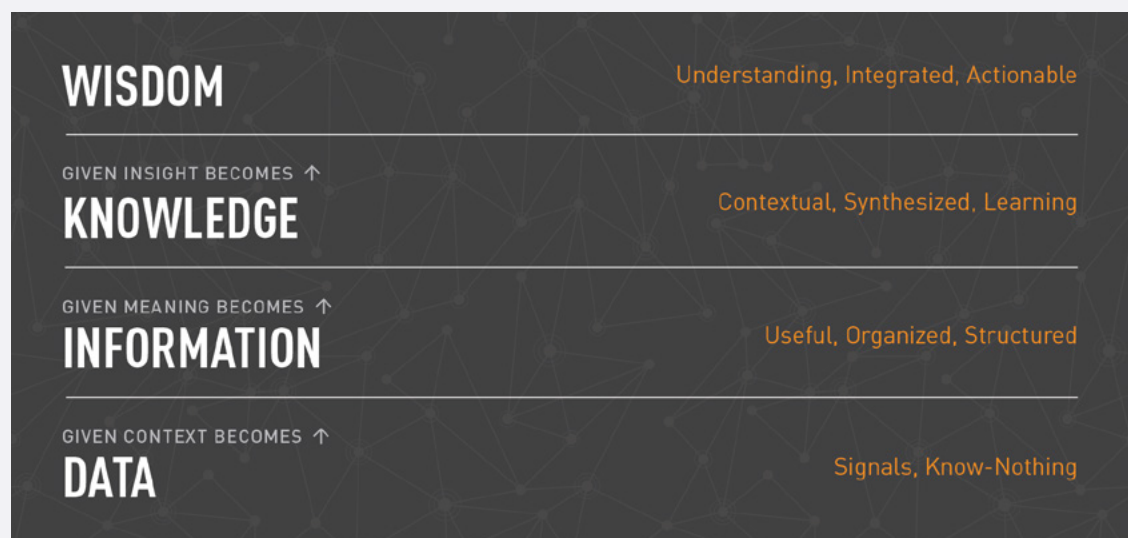 WISDOM
Understanding, Integrated, Actionable
GIVEN INSIGHT BECOMES ↑
KNOWLEDGE
Contextual, Synthesized, Learning
GIVEN MEANING BECOMES ↑
INFORMATION
Useful, Organized, Structured
GIVEN CONTEXT BECOMES ↑
DATA
Signals, Know-Nothing